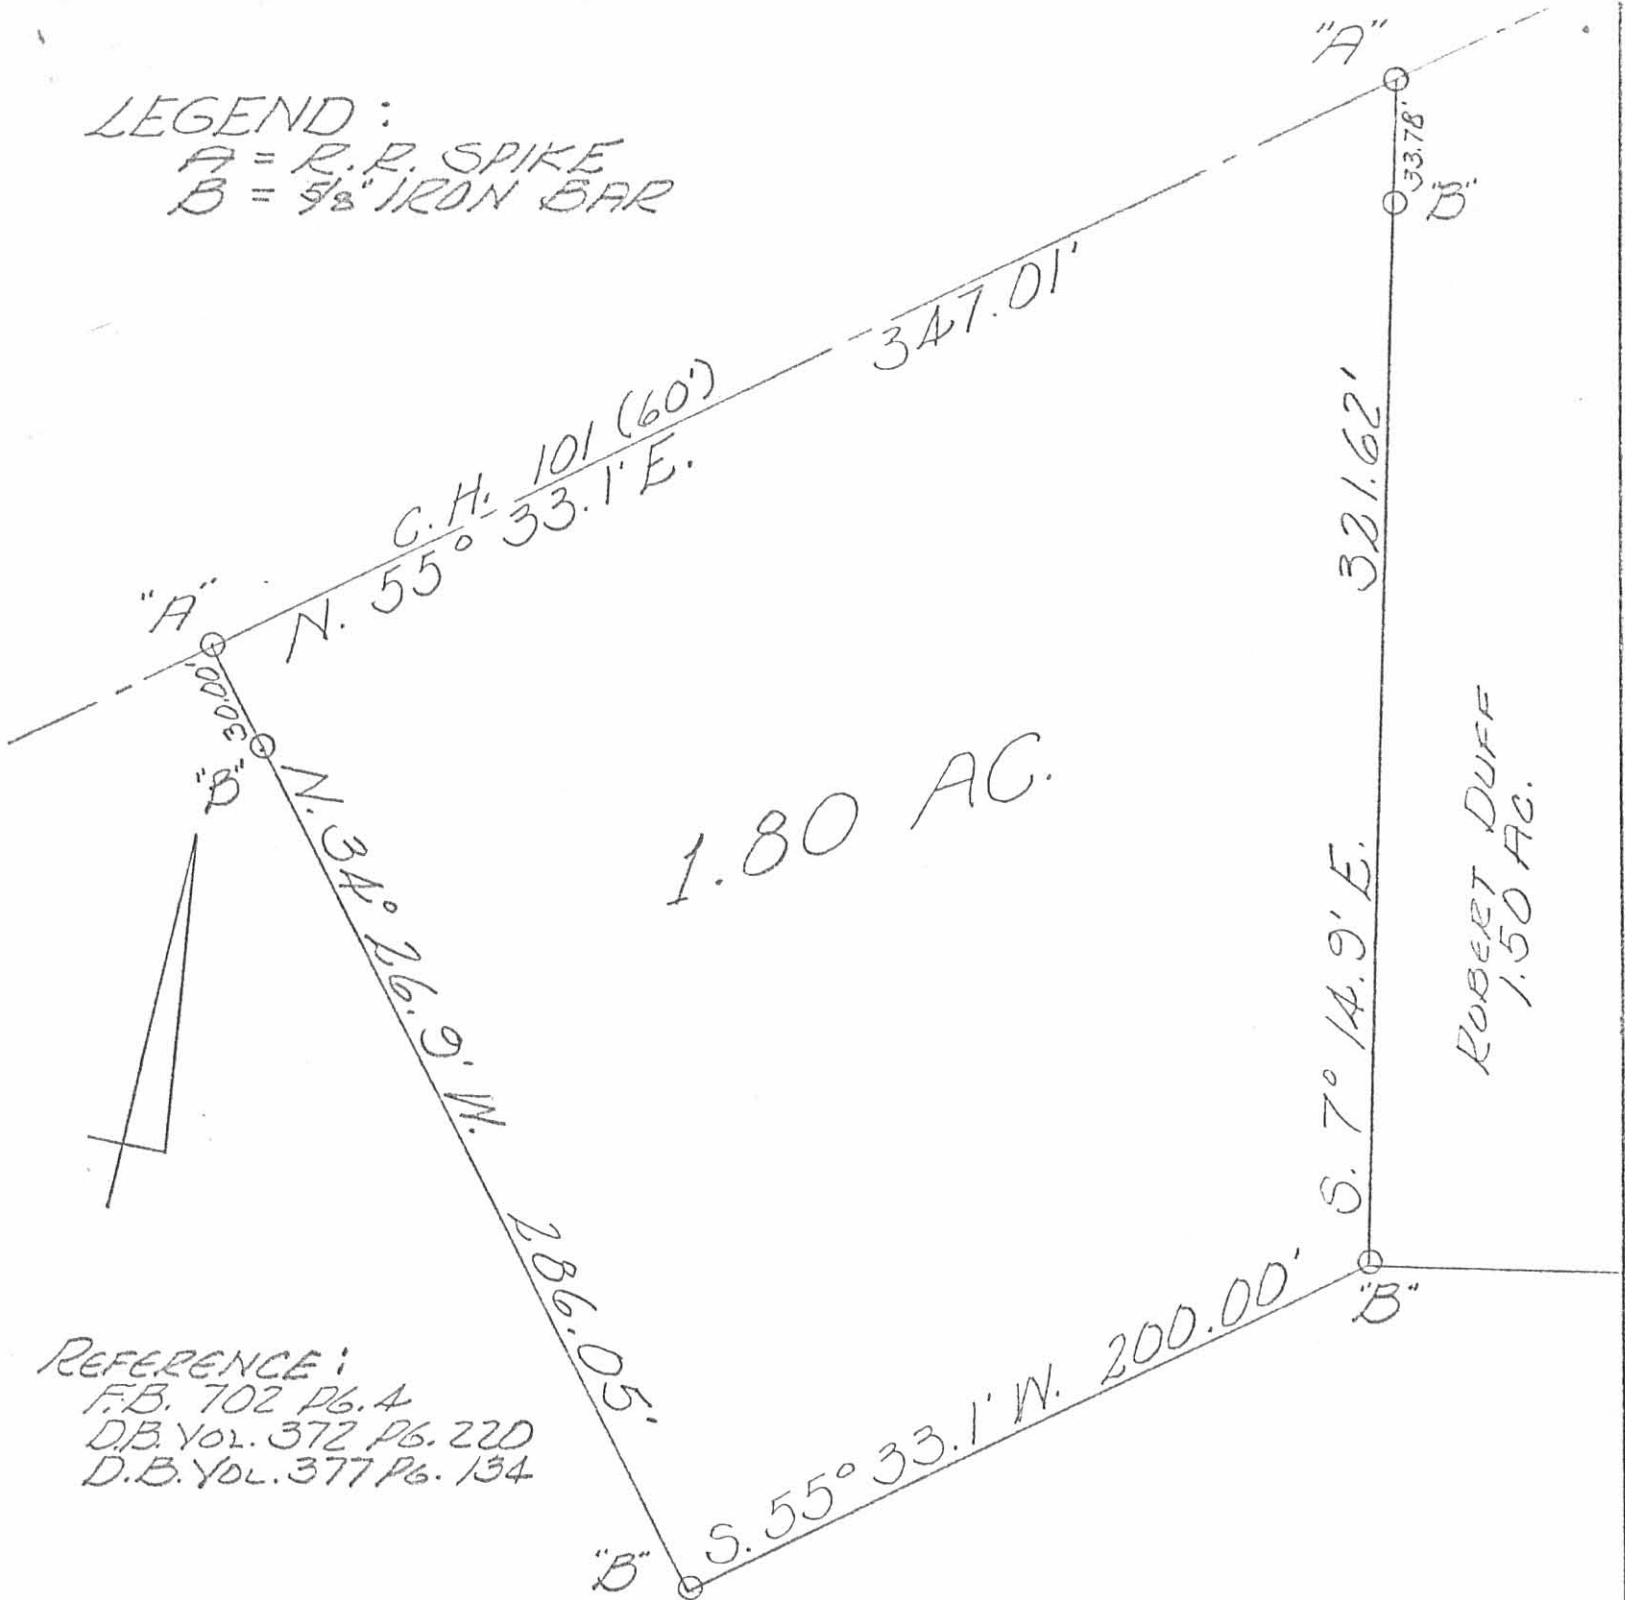 "A"
LEGEND:
A = R.R. SPIKE
B = 5/8" IRON BAR
33.78'
"B"
347.01'
C.H. 101 (60')
N. 55° 33.1' E.
321.62'
"A"
30.00'
"B"
N. 34° 26.9' W.
286.05'
1.80 AC.
S. 7° 14.9' E.
ROBERT DUFF
1.50 AC.
"B"
S. 55° 33.1' W. 200.00'
REFERENCE:
F.B. 702 PG. 4
D.B. VOL. 372 PG. 220
D.B. VOL. 377 PG. 134
"B"